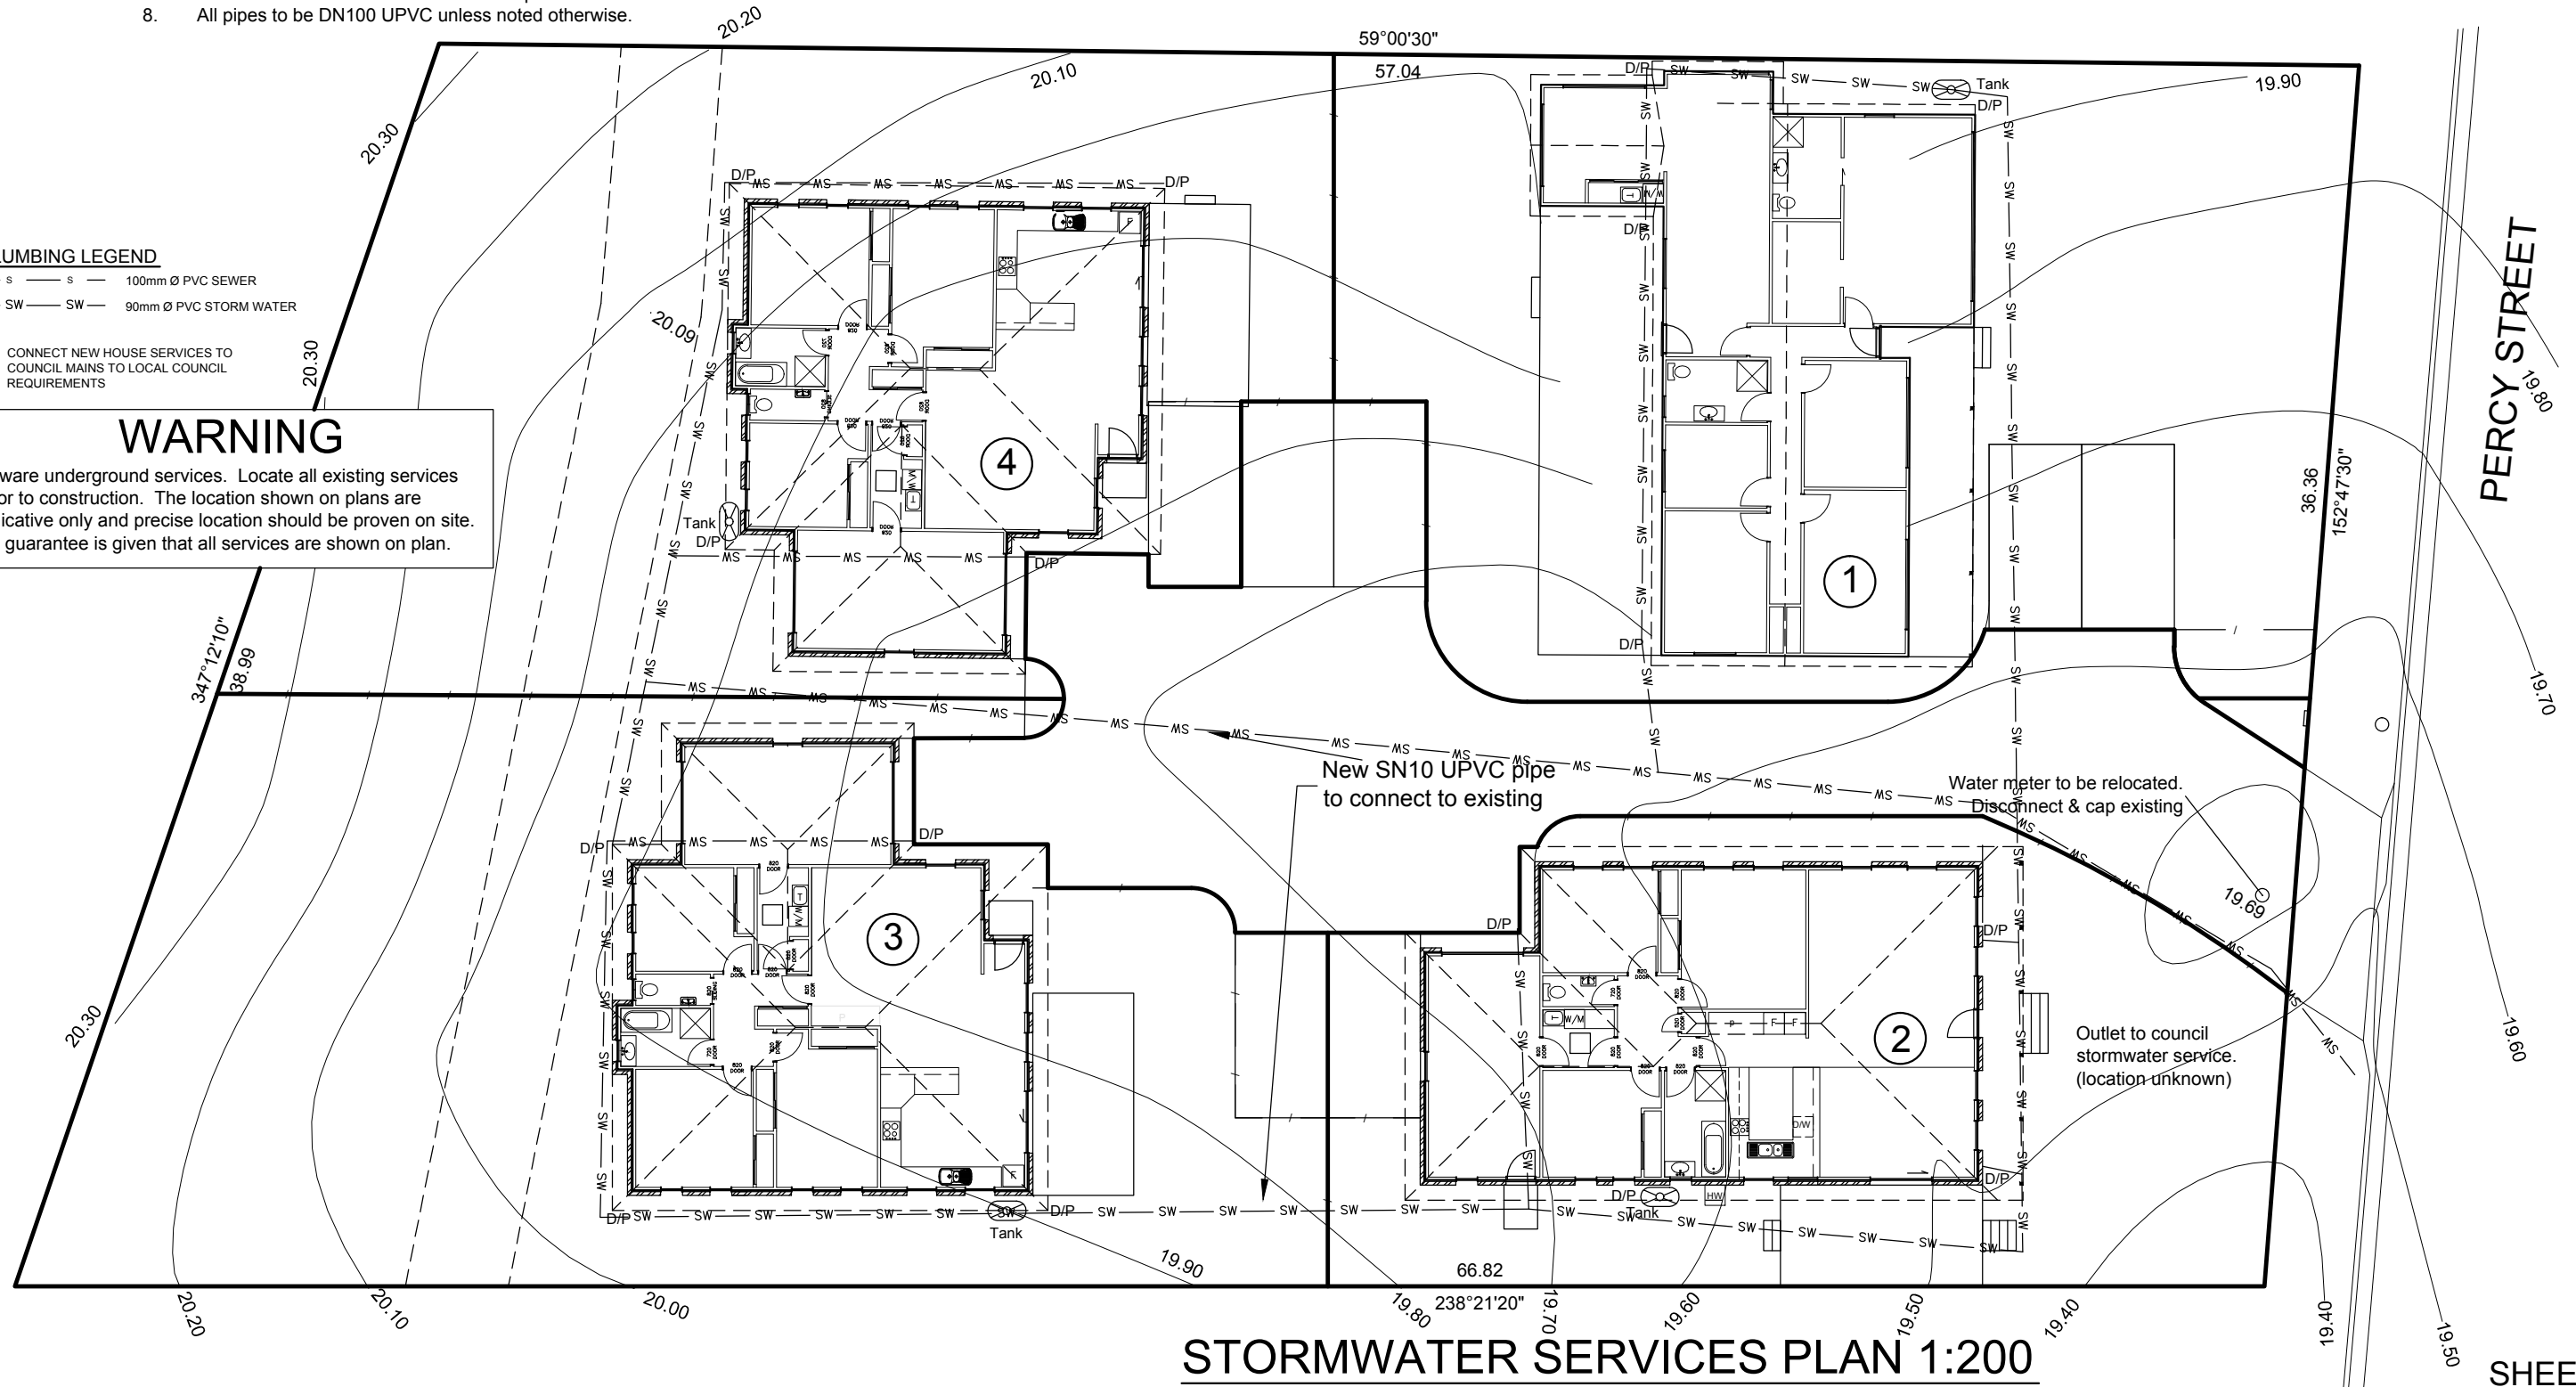 8. All pipes to be DN100 UPVC unless noted otherwise.
20.20
59°00'30"
57.04
20.10
20.30
19.90
D/P
Tank
D/P
LUMBING LEGEND
S S 100mm Ø PVC SEWER
SW SW 90mm Ø PVC STORM WATER
CONNECT NEW HOUSE SERVICES TO
COUNCIL MAINS TO LOCAL COUNCIL
REQUIREMENTS
20.30
20.09
WARNING
ware underground services. Locate all existing services
or to construction. The location shown on plans are
licative only and precise location should be proven on site.
guarantee is given that all services are shown on plan.
D/P
D/P
D/P
4
Tank
D/P
D/P
1
D/P
PERCY STREET
19.80
36.36
152°47'30"
19.70
347°12'10"
38.99
New SN10 UPVC pipe
to connect to existing
Water meter to be relocated.
Disconnect & cap existing
D/P
D/P
3
D/P
D/P
19.69
2
Outlet to council
stormwater service.
(location unknown)
19.60
20.30
D/P
D/P
Tank
D/P
Tank
HW
D/P
19.90
66.82
238°21'20"
20.20
20.10
20.00
19.80
19.70
19.60
19.50
19.40
19.40
19.50
STORMWATER SERVICES PLAN 1:200
SHEE